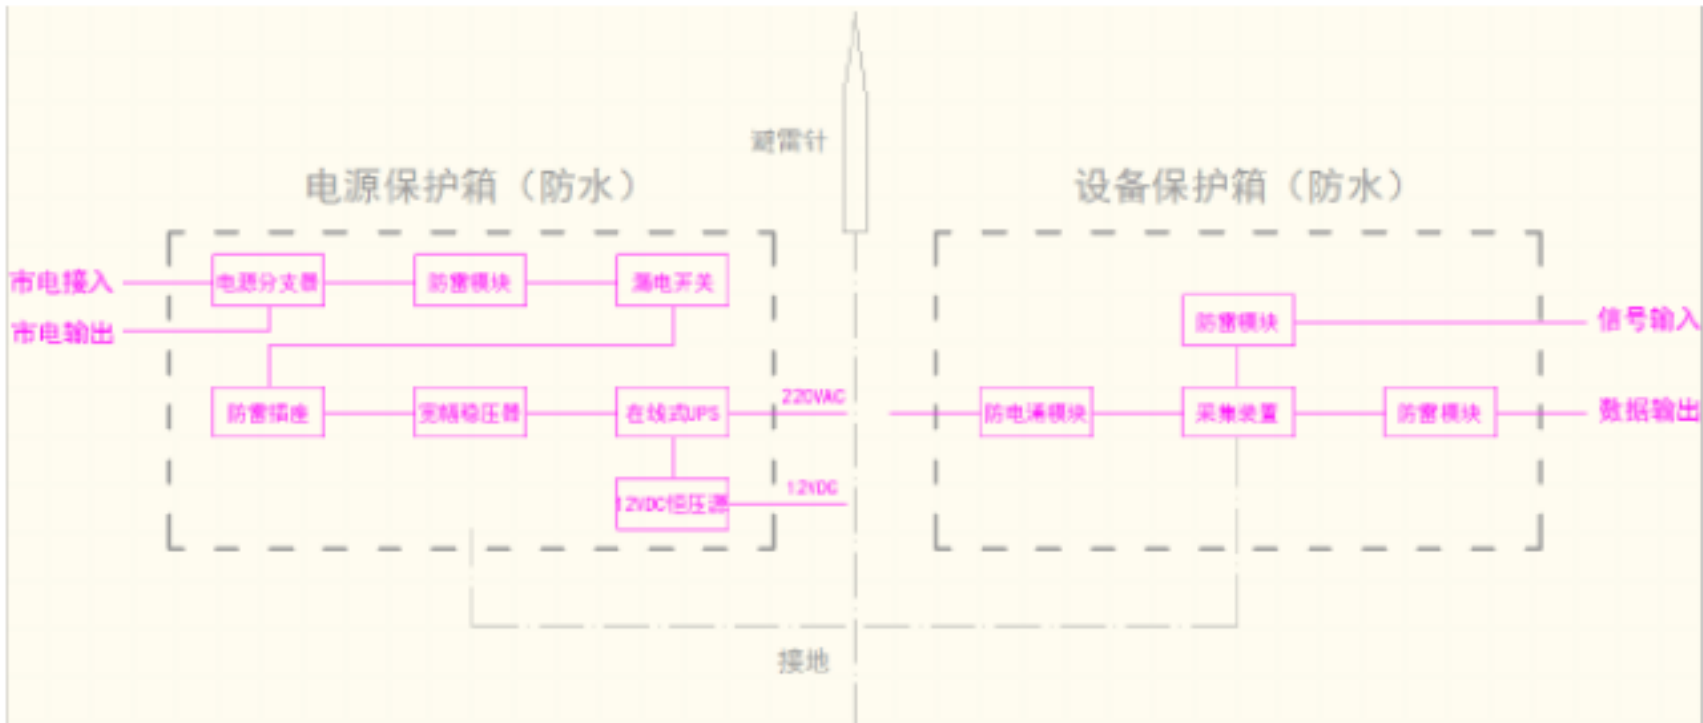 避雷针
电源保护箱（防水）
设备保护箱（防水）
市电接入
电源分支器
防雷模块
漏电开关
市电输出
防雷模块
信号输入
防雷插座
宽幅稳压器
在线式UPS
220VAC
防电涌模块
采集装置
防雷模块
数据输出
12VDC恒压源
12VDC
接地